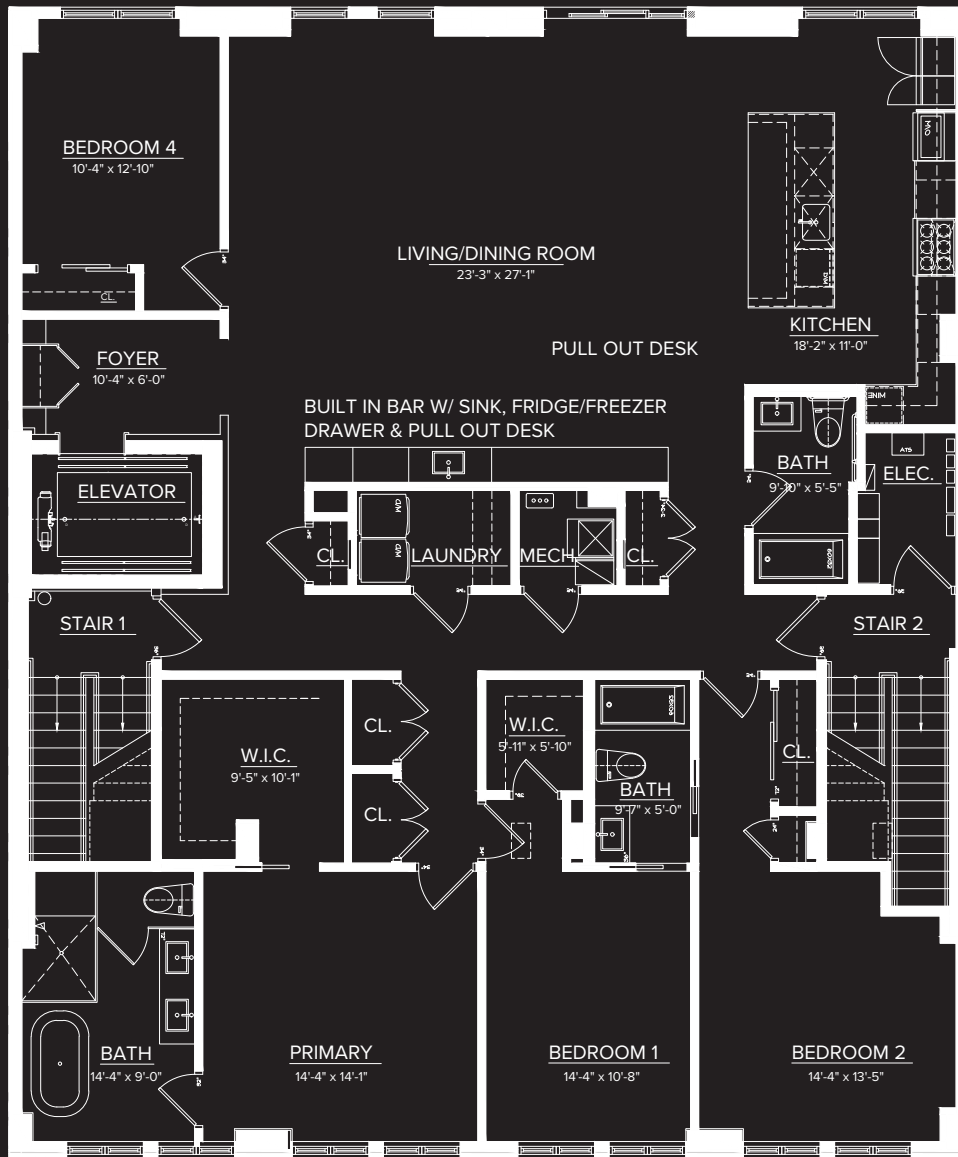 BEDROOM 4
10'-4" x 12'-10"
CL.
LIVING/DINING ROOM
23'-3" x 27'-1"
KITCHEN
18'-2" x 11'-0"
PULL OUT DESK
FOYER
10'-4" x 6'-0"
BUILT IN BAR W/ SINK, FRIDGE/FREEZER
DRAWER & PULL OUT DESK
BATH
9'-10" x 5'-5"
ELEC.
ATS
WINE
ELEVATOR
CL.
LAUNDRY
MECH.
CL.
STAIR 1
STAIR 2
W.I.C.
9'-5" x 10'-1"
CL.
CL.
W.I.C.
5'-11" x 5'-10"
BATH
9'-7" x 5'-0"
CL.
BATH
14'-4" x 9'-0"
PRIMARY
14'-4" x 14'-1"
BEDROOM 1
14'-4" x 10'-8"
BEDROOM 2
14'-4" x 13'-5"